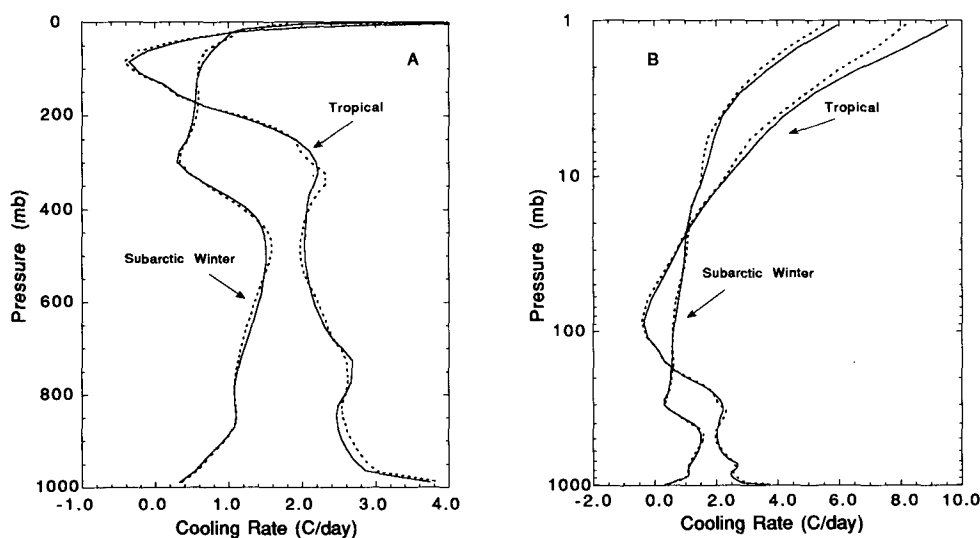 0
200
400
600
800
1000
Pressure (mb)
A
Tropical
Subarctic Winter
-1.0 0.0 1.0 2.0 3.0 4.0
Cooling Rate (C/day)
1
10
100
1000
Pressure (mb)
B
Tropical
Subarctic Winter
-2.0 0.0 2.0 4.0 6.0 8.0 10.0
Cooling Rate (C/day)